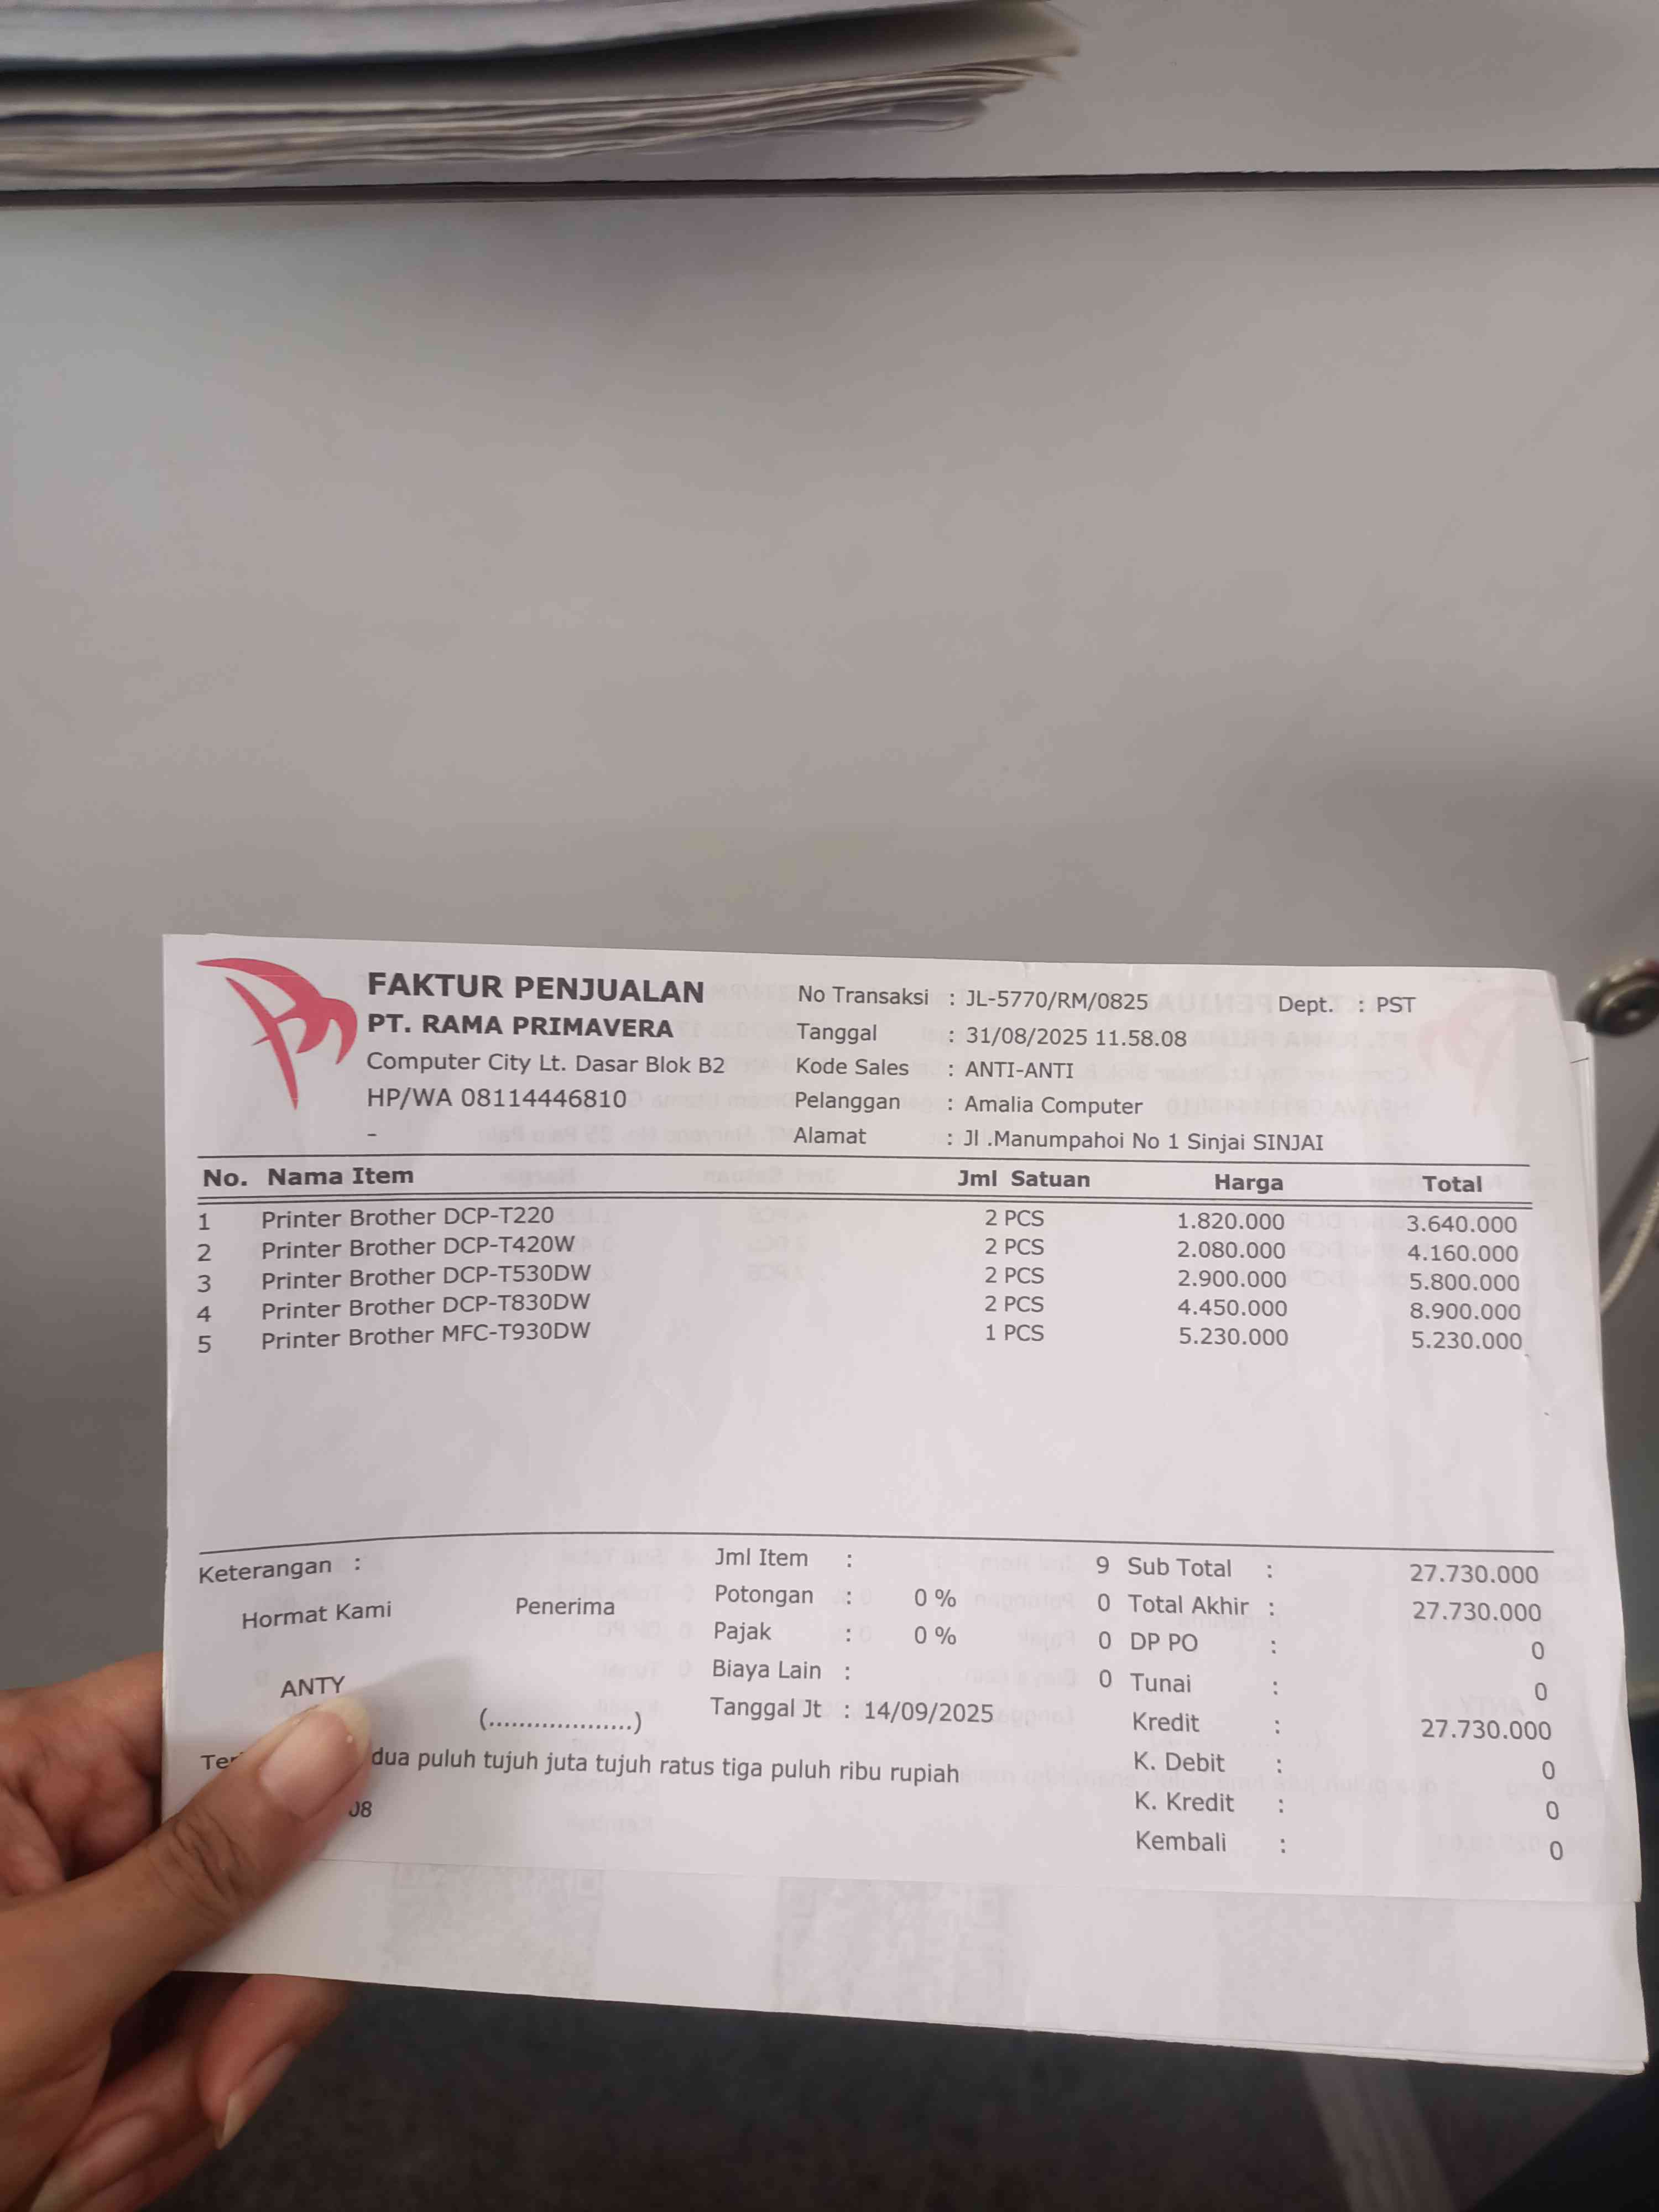 FAKTUR PENJUALAN
PT. RAMA PRIMAVERA
Computer City Lt. Dasar Blok B2
HP/WA 08114446810
-
No Transaksi : JL-5770/RM/0825 Dept. : PST
Tanggal : 31/08/2025 11.58.08
Kode Sales : ANTI-ANTI
Pelanggan : Amalia Computer
Alamat : Jl .Manumpahoi No 1 Sinjai SINJAI
No. Nama Item Jml Satuan Harga Total
1 Printer Brother DCP-T220 2 PCS 1.820.000 3.640.000
2 Printer Brother DCP-T420W 2 PCS 2.080.000 4.160.000
3 Printer Brother DCP-T530DW 2 PCS 2.900.000 5.800.000
4 Printer Brother DCP-T830DW 2 PCS 4.450.000 8.900.000
5 Printer Brother MFC-T930DW 1 PCS 5.230.000 5.230.000
Keterangan :
Hormat Kami Penerima
ANTY
(...................)
Jml Item : 9
Potongan : 0 % 0
Pajak : 0 % 0
Biaya Lain : 0
Tanggal Jt : 14/09/2025
Sub Total : 27.730.000
Total Akhir : 27.730.000
DP PO : 0
Tunai : 0
Kredit : 27.730.000
K. Debit : 0
K. Kredit : 0
Kembali : 0
dua puluh tujuh juta tujuh ratus tiga puluh ribu rupiah